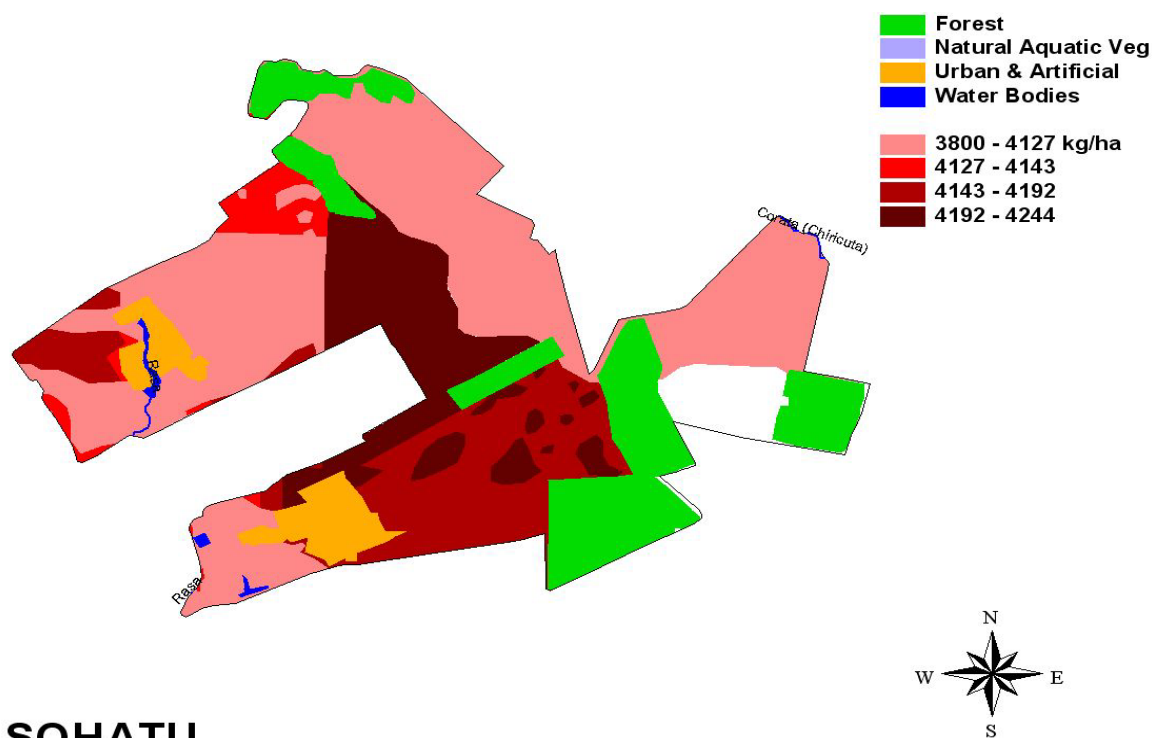 Forest
Natural Aquatic Veg
Urban & Artificial
Water Bodies
3800 - 4127 kg/ha
4127 - 4143
4143 - 4192
4192 - 4244
Corata (Chiricuta)
Rasa
N
W
E
S
SOHATU